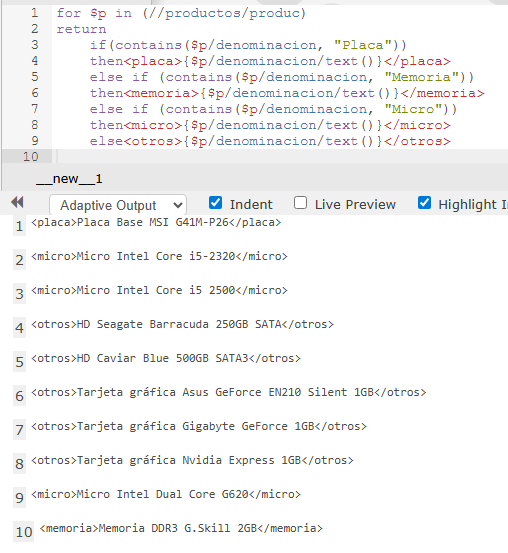 1 for $p in (//productos/produc)
2 return
3 if(contains($p/denominacion, "Placa"))
4 then<placa>{$p/denominacion/text()}</placa>
5 else if (contains($p/denominacion, "Memoria"))
6 then<memoria>{$p/denominacion/text()}</memoria>
7 else if (contains($p/denominacion, "Micro"))
8 then<micro>{$p/denominacion/text()}</micro>
9 else<otros>{$p/denominacion/text()}</otros>
10
__new__1
Adaptive Output Indent Live Preview Highlight
1 <placa>Placa Base MSI G41M-P26</placa>
2 <micro>Micro Intel Core i5-2320</micro>
3 <micro>Micro Intel Core i5 2500</micro>
4 <otros>HD Seagate Barracuda 250GB SATA</otros>
5 <otros>HD Caviar Blue 500GB SATA3</otros>
6 <otros>Tarjeta gráfica Asus GeForce EN210 Silent 1GB</otros>
7 <otros>Tarjeta gráfica Gigabyte GeForce 1GB</otros>
8 <otros>Tarjeta gráfica Nvidia Express 1GB</otros>
9 <micro>Micro Intel Dual Core G620</micro>
10 <memoria>Memoria DDR3 G.Skill 2GB</memoria>